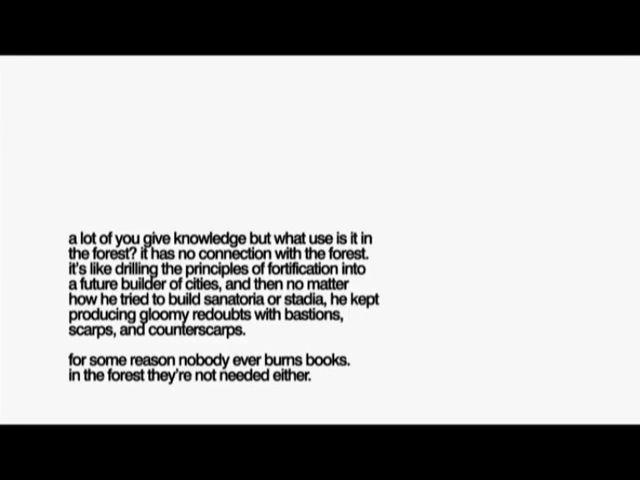 a lot of you give knowledge but what use is it in
the forest? it has no connection with the forest.
it's like drilling the principles of fortification into
a future builder of cities, and then no matter
how he tried to build sanatoria or stadia, he kept
producing gloomy redoubts with bastions,
scarps, and counterscarps.
for some reason nobody ever burns books.
in the forest they're not needed either.